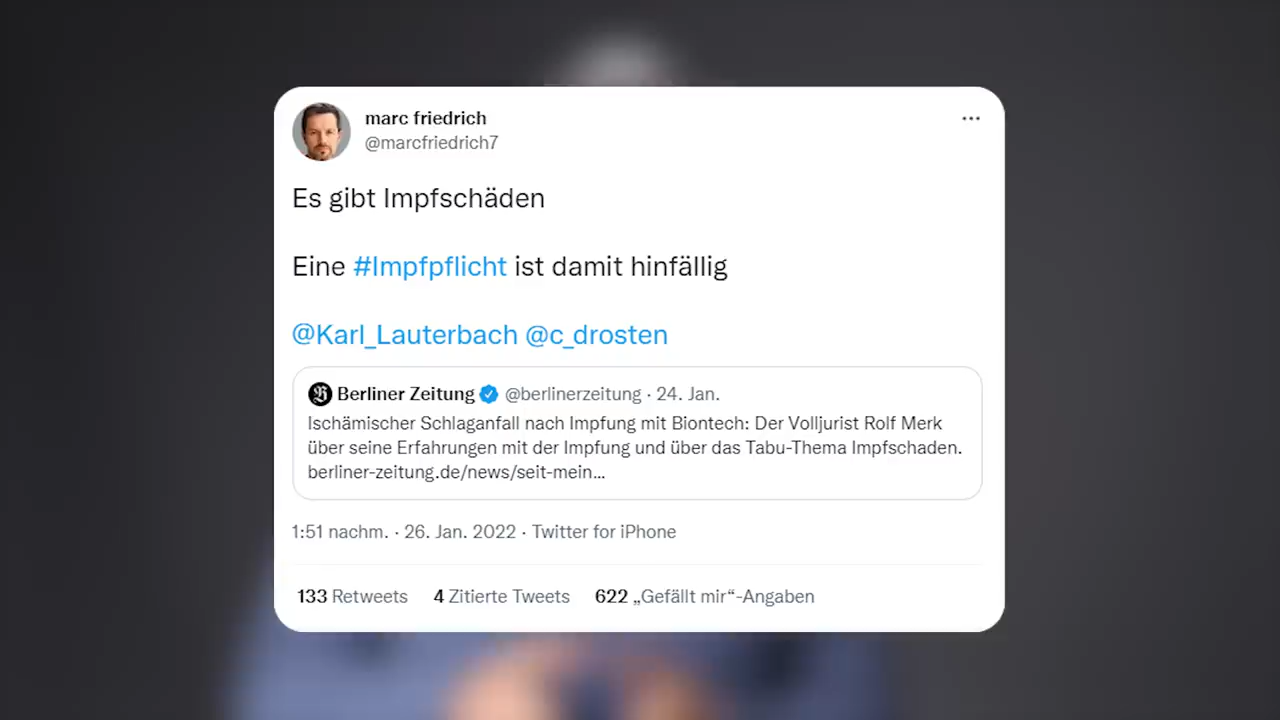 marc friedrich
@marcfriedrich7
Es gibt Impfschäden
Eine #Impfpflicht ist damit hinfällig
@Karl_Lauterbach @c_drosten
Berliner Zeitung @berlinerzeitung · 24. Jan.
Ischämischer Schlaganfall nach Impfung mit Biontech: Der Volljurist Rolf Merk
über seine Erfahrungen mit der Impfung und über das Tabu-Thema Impfschaden.
berliner-zeitung.de/news/seit-mein…
1:51 nachm. · 26. Jan. 2022 · Twitter for iPhone
133 Retweets 4 Zitierte Tweets 622 „Gefällt mir“-Angaben